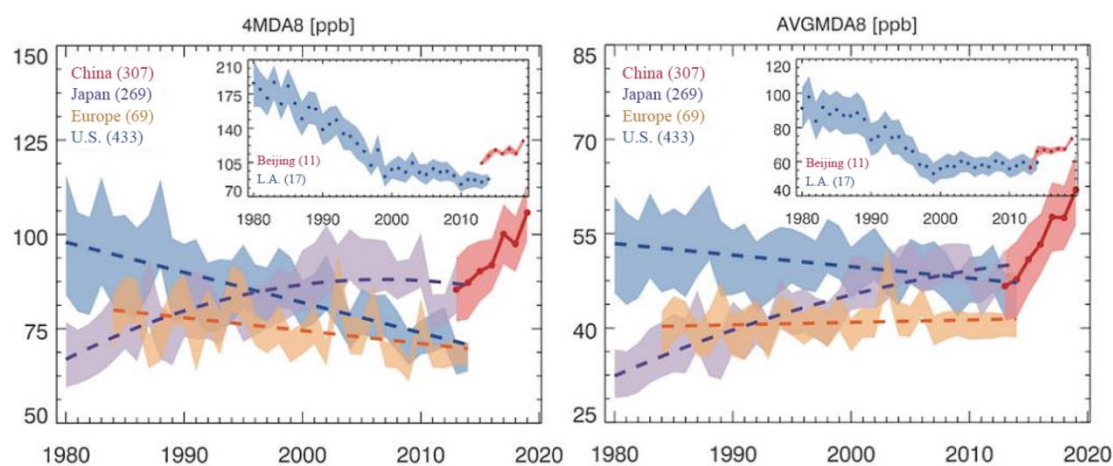 4MDA8 [ppb]
150
125
100
75
50
China (307)
Japan (269)
Europe (69)
U.S. (433)
210
175
140
105
70
Beijing (11)
L.A. (17)
1980
1990
2000
2010
1980
1990
2000
2010
2020
AVGMDA8 [ppb]
85
70
55
40
25
China (307)
Japan (269)
Europe (69)
U.S. (433)
120
100
80
60
40
Beijing (11)
L.A. (17)
1980
1990
2000
2010
1980
1990
2000
2010
2020